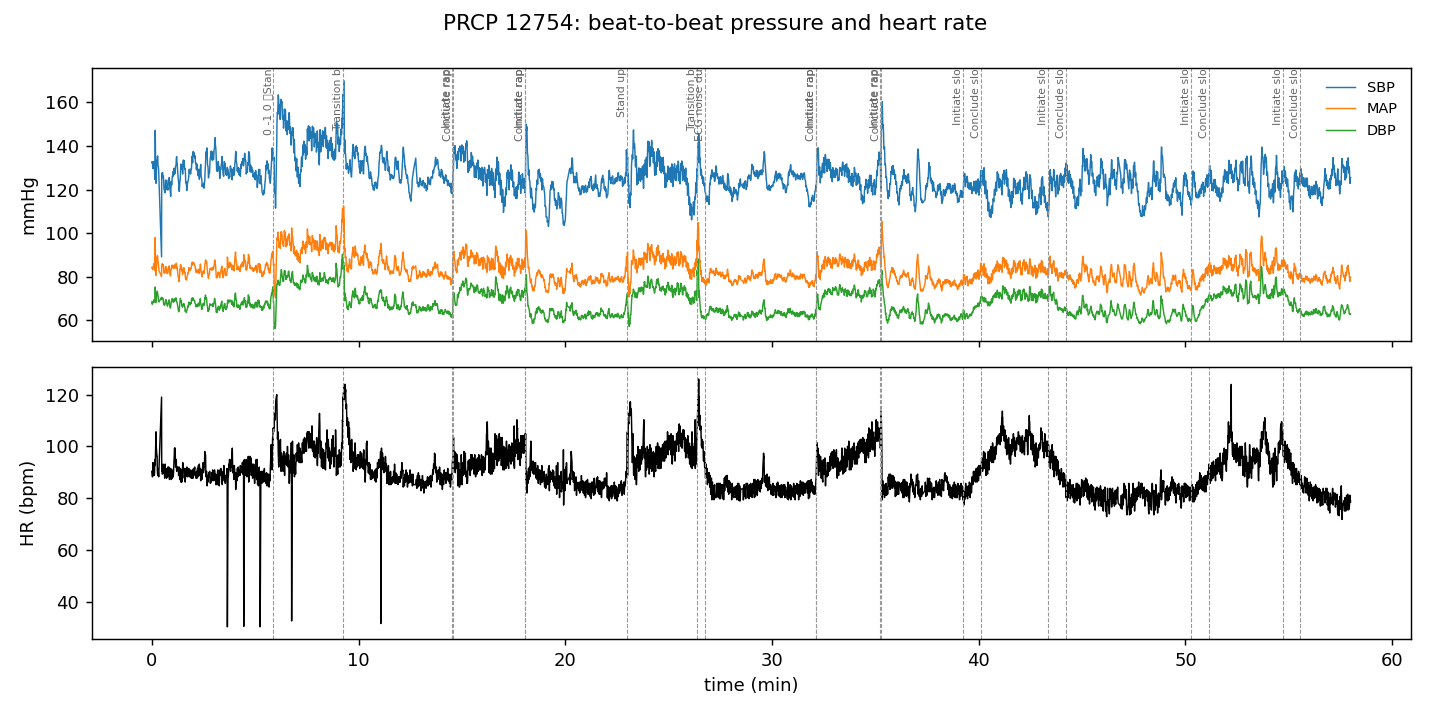 PRCP 12754: beat-to-beat pressure and heart rate
SBP
MAP
DBP
mmHg
160
140
120
100
80
60
Transition b
Stand up
Transition b
Initiate slo
Conclude slo
Initiate slo
Conclude slo
Initiate slo
Conclude slo
Initiate slo
Conclude slo
HR (bpm)
120
100
80
60
40
0
10
20
30
40
50
60
time (min)